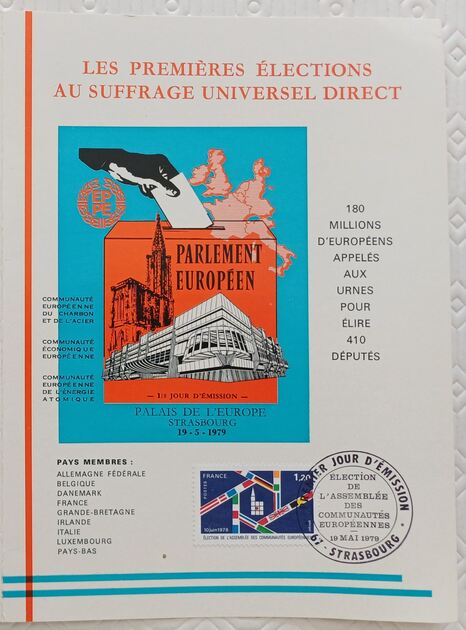 LES PREMIÈRES ÉLECTIONS
AU SUFFRAGE UNIVERSEL DIRECT
PARLEMENT
EUROPÉEN
COMMUNAUTÉ
EUROPÉENNE
DU CHARBON
ET DE L'ACIER
COMMUNAUTÉ
ÉCONOMIQUE
EUROPÉENNE
COMMUNAUTÉ
EUROPÉENNE
DE L'ÉNERGIE
ATOMIQUE
— 1er JOUR D'ÉMISSION —
PALAIS DE L'EUROPE
STRASBOURG
19 - 5 - 1979
180
MILLIONS
D'EUROPÉENS
APPELÉS
AUX
URNES
POUR
ÉLIRE
410
DÉPUTÉS
PAYS MEMBRES :
ALLEMAGNE FÉDÉRALE
BELGIQUE
DANEMARK
FRANCE
GRANDE-BRETAGNE
IRLANDE
ITALIE
LUXEMBOURG
PAYS-BAS
FRANCE
1,20
POSTES
10 juin 1979
ÉLECTION DE L'ASSEMBLÉE DES COMMUNAUTÉS
JOUR D'ÉMISSION
ELECTION
DE
L'ASSEMBLÉE
DES
COMMUNAUTÉS
EUROPÉENNES
19 MAI 1979
67 - STRASBOURG